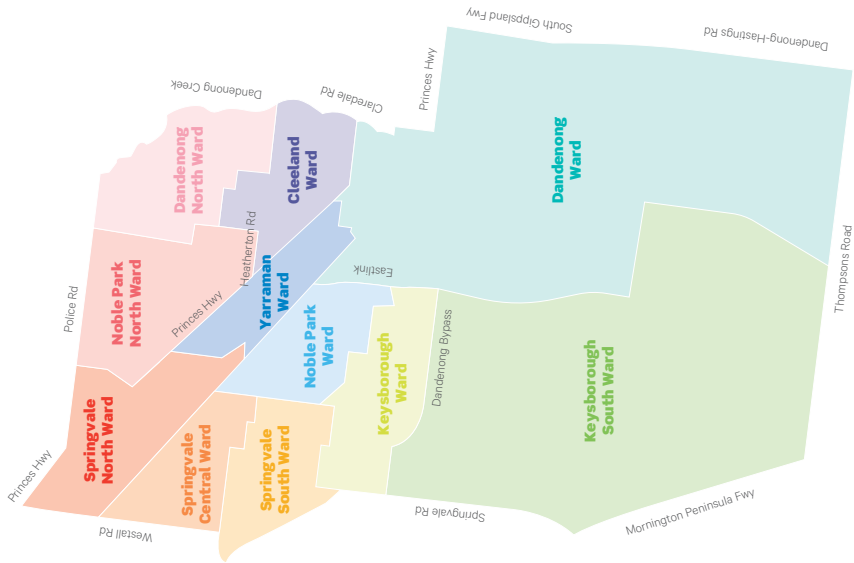 South Gippsland Fwy
Dandenong-Hastings Rd
Princes Hwy
Dandenong Creek
Claredale Rd
Dandenong
North Ward
Cleeland
Ward
Dandenong
Ward
Heatherton Rd
Thompsons Road
Eastlink
Yarraman
Ward
Noble Park
North Ward
Police Rd
Princes Hwy
Noble Park
Ward
Keysborough
Ward
Dandenong Bypass
Keysborough
South Ward
Springvale
North Ward
Springvale
Central Ward
Springvale
South Ward
Princes Hwy
Westall Rd
Springvale Rd
Mornington Peninsula Fwy